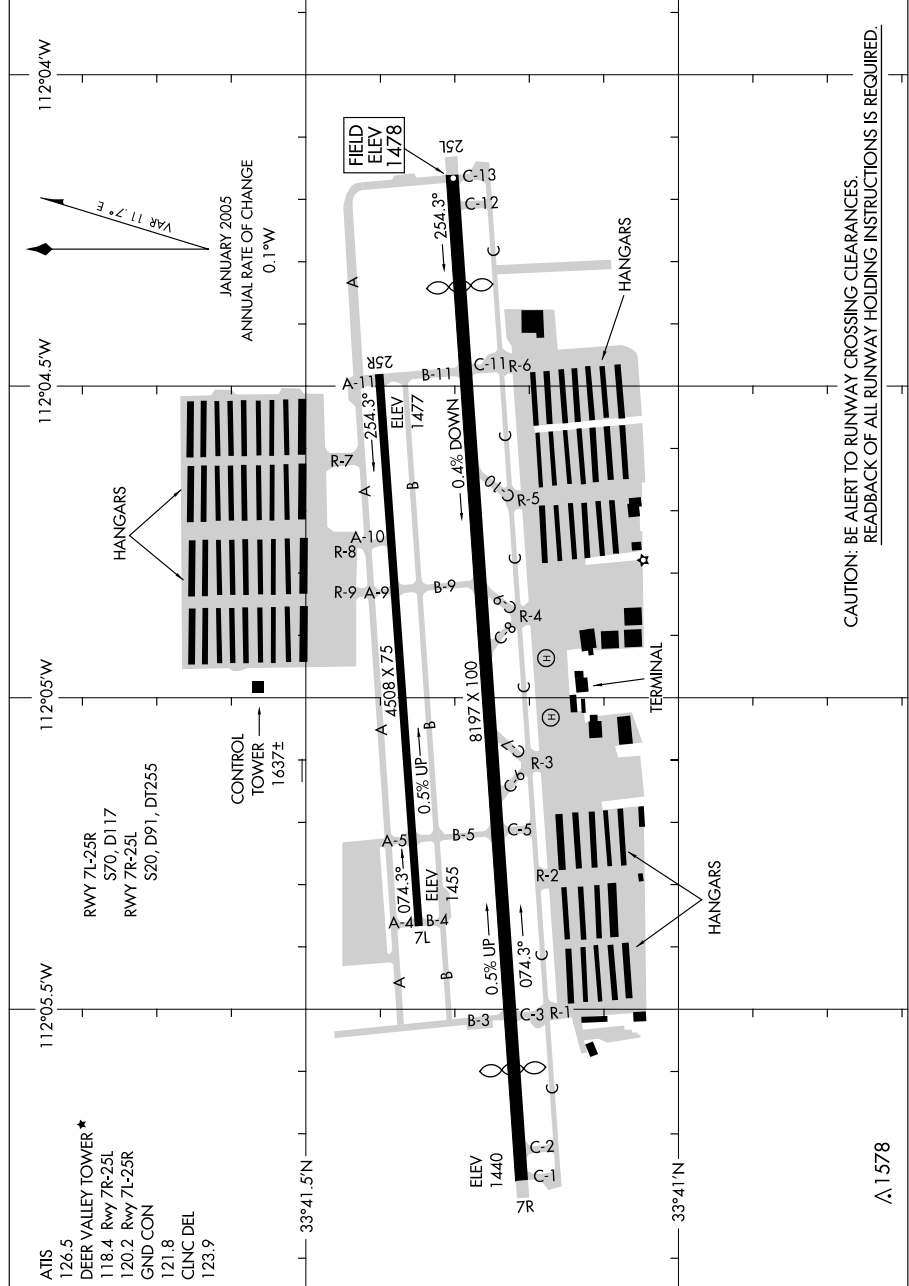 ATIS
126.5
DEER VALLEY TOWER★
118.4 Rwy 7R-25L
120.2 Rwy 7L-25R
GND CON
121.8
CLNC DEL
123.9
RWY 7L-25R
S70, D117
RWY 7R-25L
S20, D91, DT255
CONTROL
TOWER
1637±
HANGARS
VAR 11.7° E
JANUARY 2005
ANNUAL RATE OF CHANGE
0.1°W
112°05.5'W
112°05'W
112°04.5'W
112°04'W
33°41.5'N
33°41'N
FIELD
ELEV
1478
R-9
R-8
R-7
A
A
A
A
A
A-4
A-5
A-9
A-10
A-11
7L
074.3°
0.5% UP
4508 X 75
254.3°
25R
ELEV
1455
ELEV
1477
B
B
B
B-3
B-4
B-5
B-9
B-11
ELEV
1440
7R
0.5% UP
074.3°
8197 X 100
0.4% DOWN
254.3°
25L
C-1
C-2
C-3
C-5
C-6
C-7
C-8
C-9
C-10
C-11
C-12
C-13
C
C
C
C
C
C
R-1
R-2
R-3
R-4
R-5
R-6
H
H
HANGARS
TERMINAL
HANGARS
CAUTION: BE ALERT TO RUNWAY CROSSING CLEARANCES.
READBACK OF ALL RUNWAY HOLDING INSTRUCTIONS IS REQUIRED.
1578